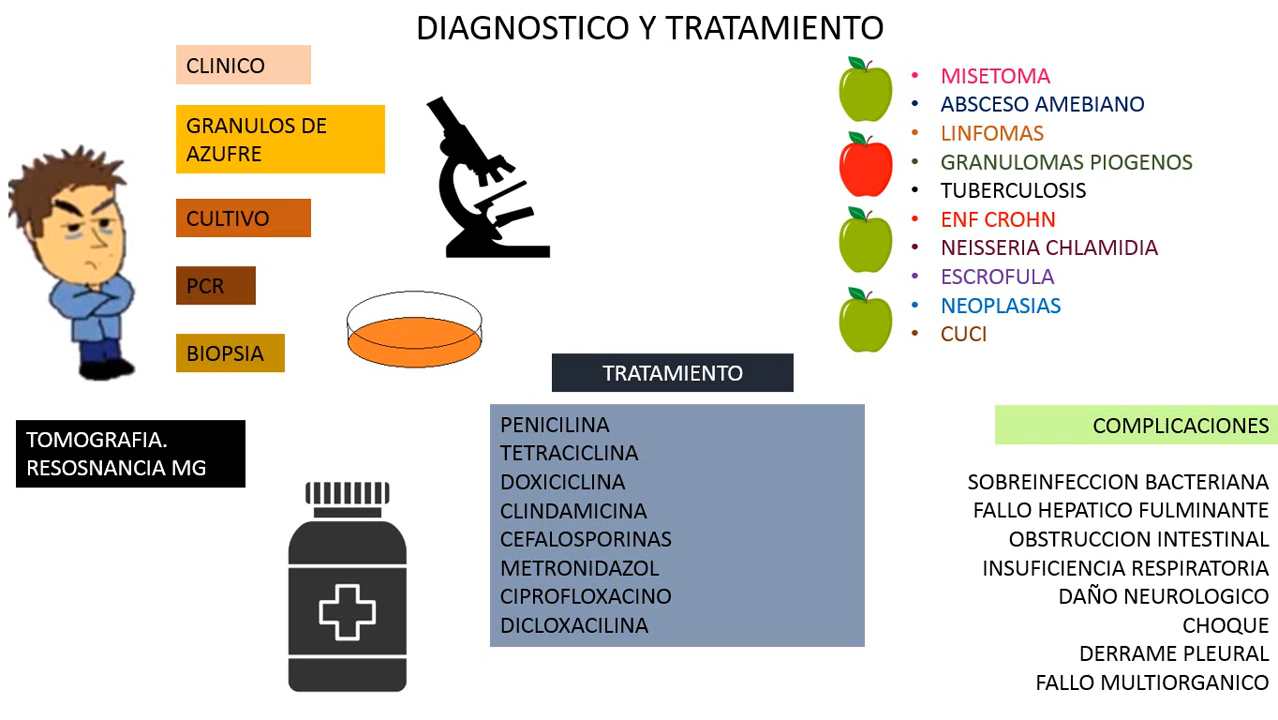 DIAGNOSTICO Y TRATAMIENTO
CLINICO
GRANULOS DE
AZUFRE
CULTIVO
PCR
BIOPSIA
TOMOGRAFIA.
RESOSNANCIA MG
MISETOMA
ABSCESO AMEBIANO
LINFOMAS
GRANULOMAS PIOGENOS
TUBERCULOSIS
ENF CROHN
NEISSERIA CHLAMIDIA
ESCROFULA
NEOPLASIAS
CUCI
TRATAMIENTO
PENICILINA
TETRACICLINA
DOXICICLINA
CLINDAMICINA
CEFALOSPORINAS
METRONIDAZOL
CIPROFLOXACINO
DICLOXACILINA
COMPLICACIONES
SOBREINFECCION BACTERIANA
FALLO HEPATICO FULMINANTE
OBSTRUCCION INTESTINAL
INSUFICIENCIA RESPIRATORIA
DAÑO NEUROLOGICO
CHOQUE
DERRAME PLEURAL
FALLO MULTIORGANICO